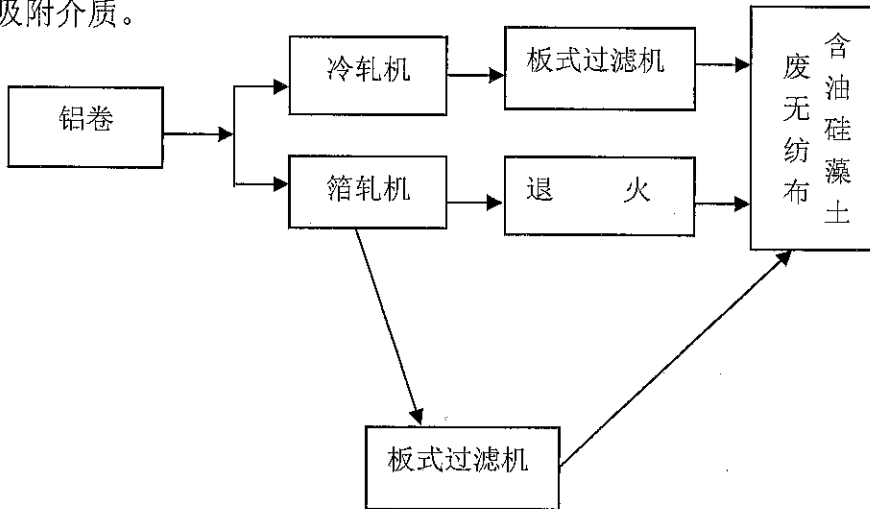 吸附介质。
铝卷
冷轧机
板式过滤机
箔轧机
退 火
板式过滤机
含油硅藻土
废无纺布